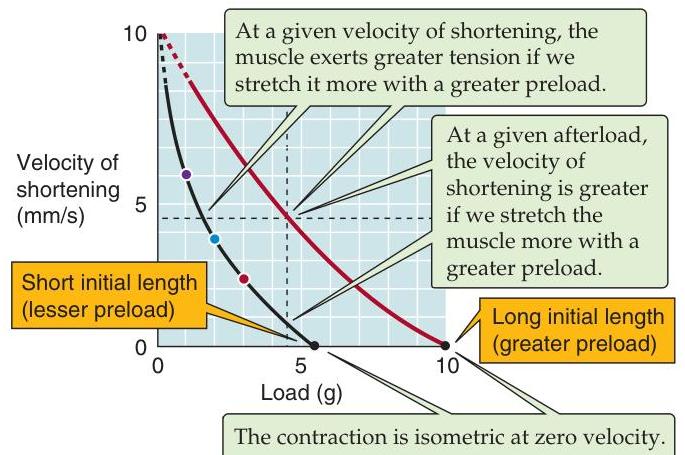 10
At a given velocity of shortening, the
muscle exerts greater tension if we
stretch it more with a greater preload.
At a given afterload,
the velocity of
shortening is greater
if we stretch the
muscle more with a
greater preload.
Velocity of
shortening
(mm/s)
5
Short initial length
(lesser preload)
Long initial length
(greater preload)
0
0
5
10
Load (g)
The contraction is isometric at zero velocity.